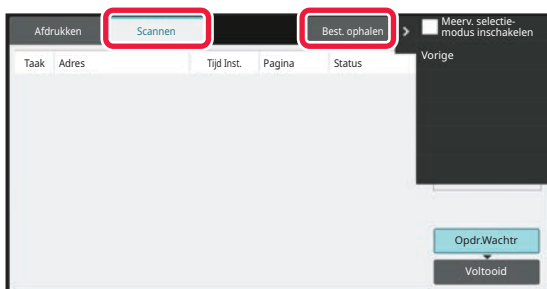 Afdrukken Scannen Best. ophalen Meerv. selectie-
modus inschakelen
Vorige
Taak Adres Tijd Inst. Pagina Status
Opdr.Wachtr
Voltooid